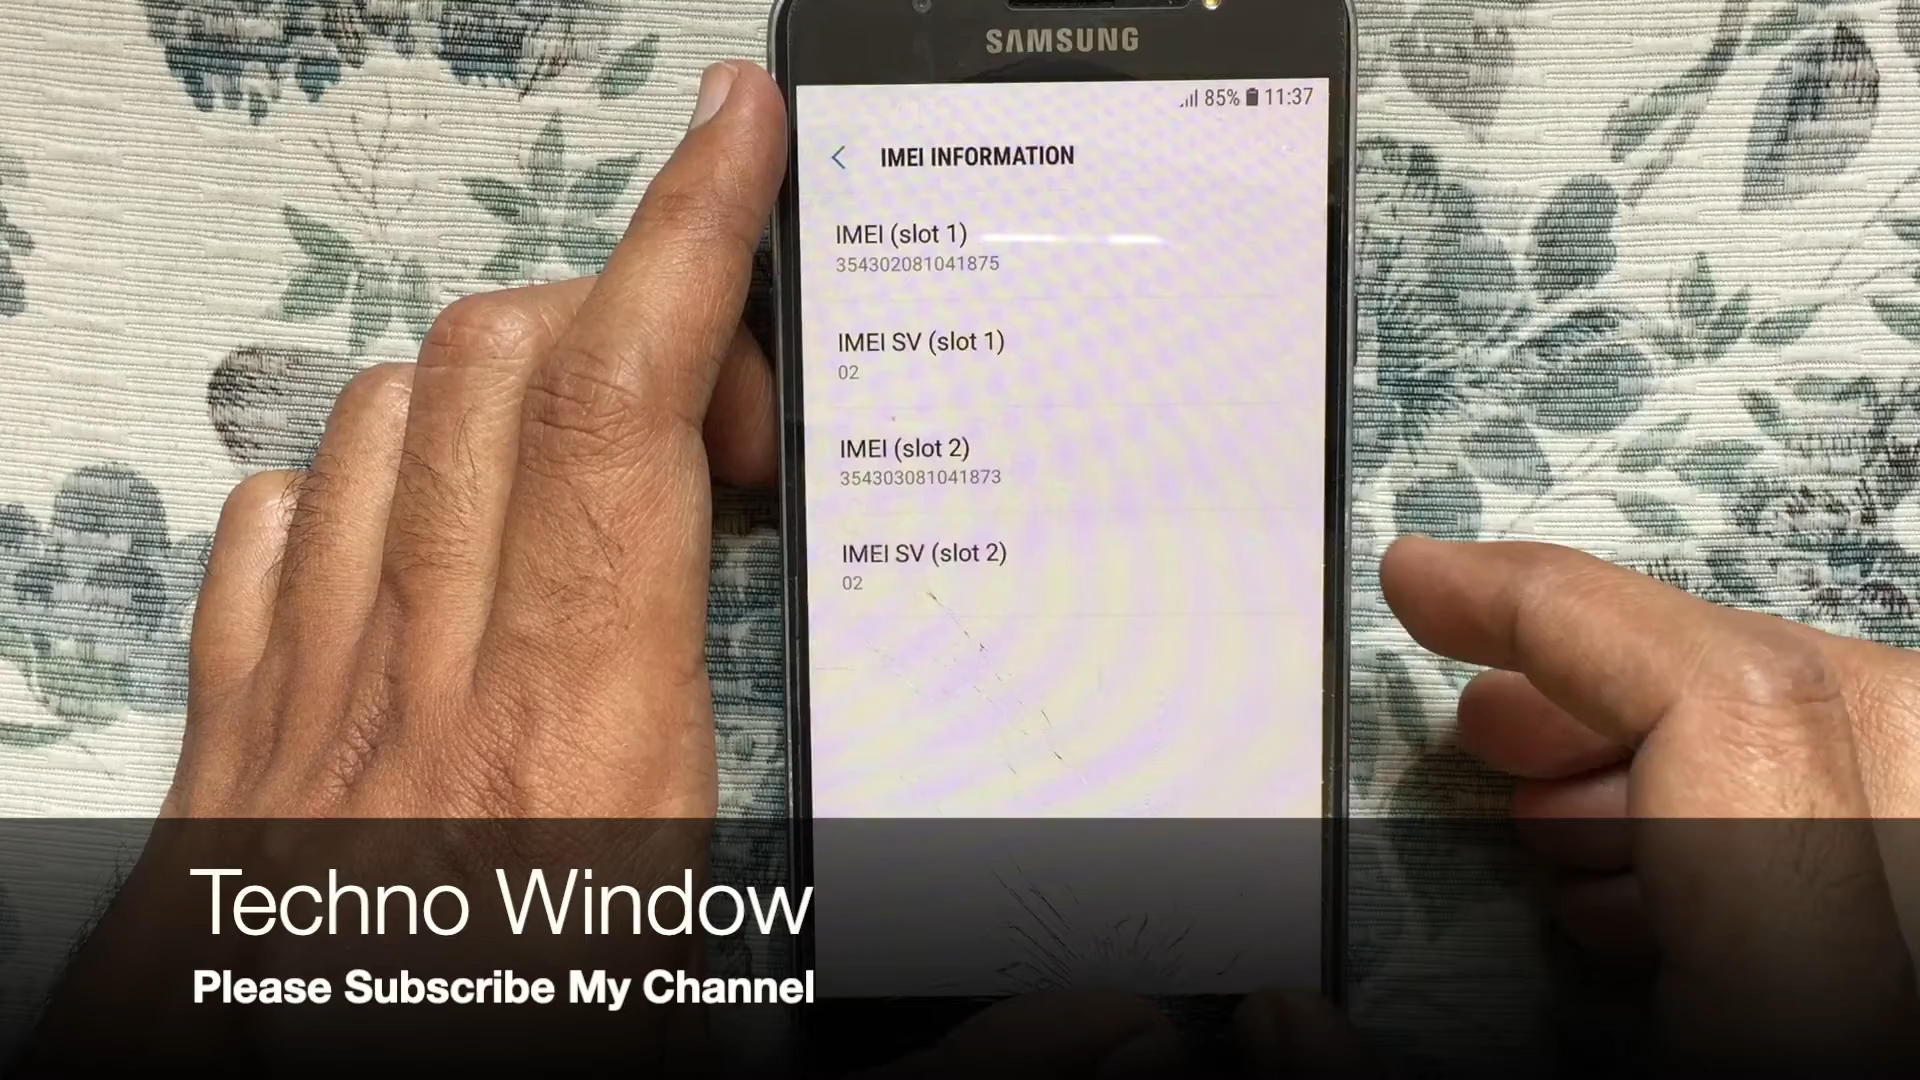 SAMSUNG
85% 11:37
IMEI INFORMATION
IMEI (slot 1)
354302081041875
IMEI SV (slot 1)
02
IMEI (slot 2)
354303081041873
IMEI SV (slot 2)
02
Techno Window
Please Subscribe My Channel